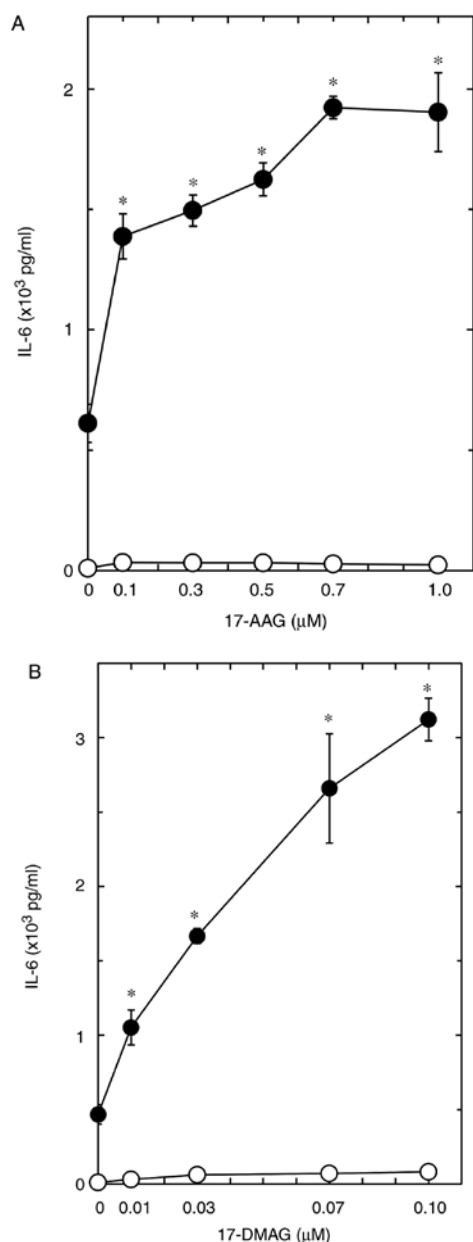 A
2
1
0
IL-6 (x10³ pg/ml)
*
*
*
*
*
0 0.1 0.3 0.5 0.7 1.0
17-AAG (μM)
B
3
2
1
0
IL-6 (x10³ pg/ml)
*
*
*
*
0 0.01 0.03 0.07 0.10
17-DMAG (μM)